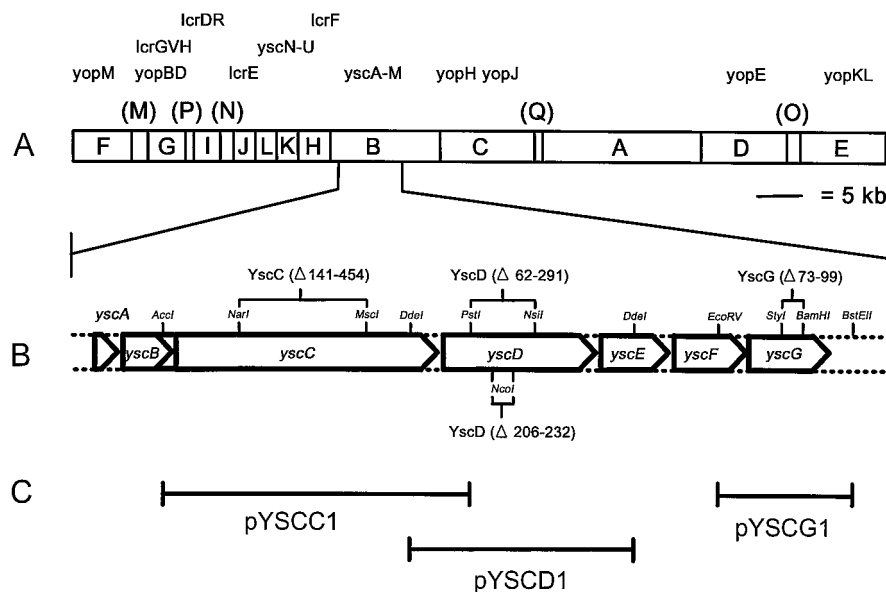 lcrDR lcrF
lcrGVH yscN-U
yopM yopBD lcrE yscA-M yopH yopJ yopE yopKL
(M) (P) (N) (Q) (O)
A F G I J L K H B C A D E
= 5 kb
YscC (Δ 141-454) YscD (Δ 62-291) YscG (Δ 73-99)
yscA AccI NarI MscI DdeI PstI NsiI DdeI EcoRV StyI BamHI BstEII
B yscB yscC yscD yscE yscF yscG
NcoI
YscD (Δ 206-232)
C
pYSCC1 pYSCG1
pYSCD1